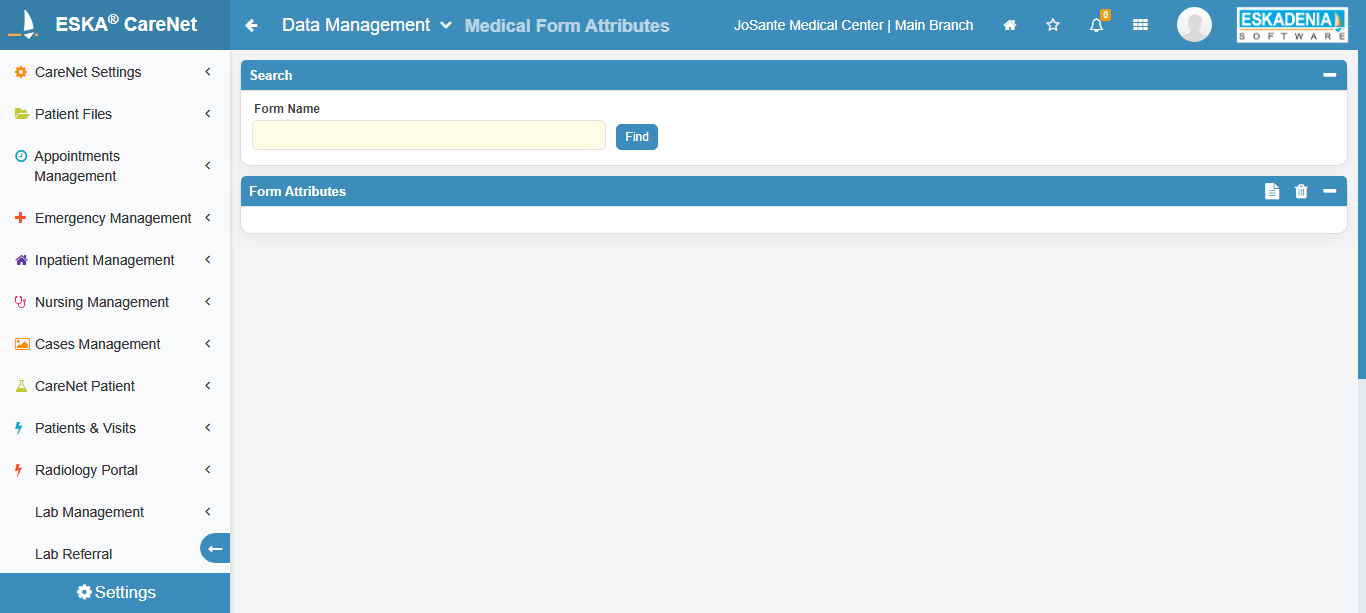 ESKA® CareNet
Data Management Medical Form Attributes
JoSante Medical Center | Main Branch
0
ESKADENIA
SOFTWARE
CareNet Settings
Patient Files
Appointments
Management
Emergency Management
Inpatient Management
Nursing Management
Cases Management
CareNet Patient
Patients & Visits
Radiology Portal
Lab Management
Lab Referral
Settings
Search
Form Name
Find
Form Attributes